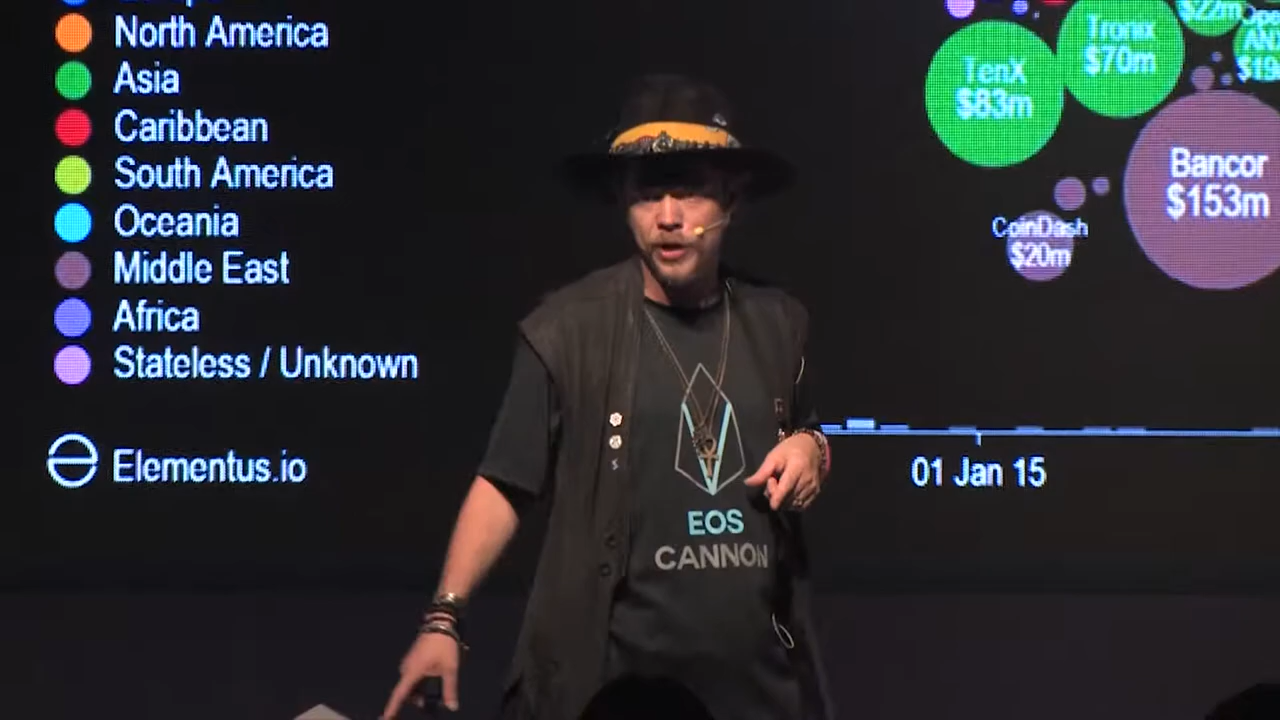 North America
Asia
Caribbean
South America
Oceania
Middle East
Africa
Stateless / Unknown
Elementus.io
TenX
$83m
Tronix
$70m
$22m
Bancor
$153m
CoinDash
$20m
01 Jan 15
EOS
CANNON